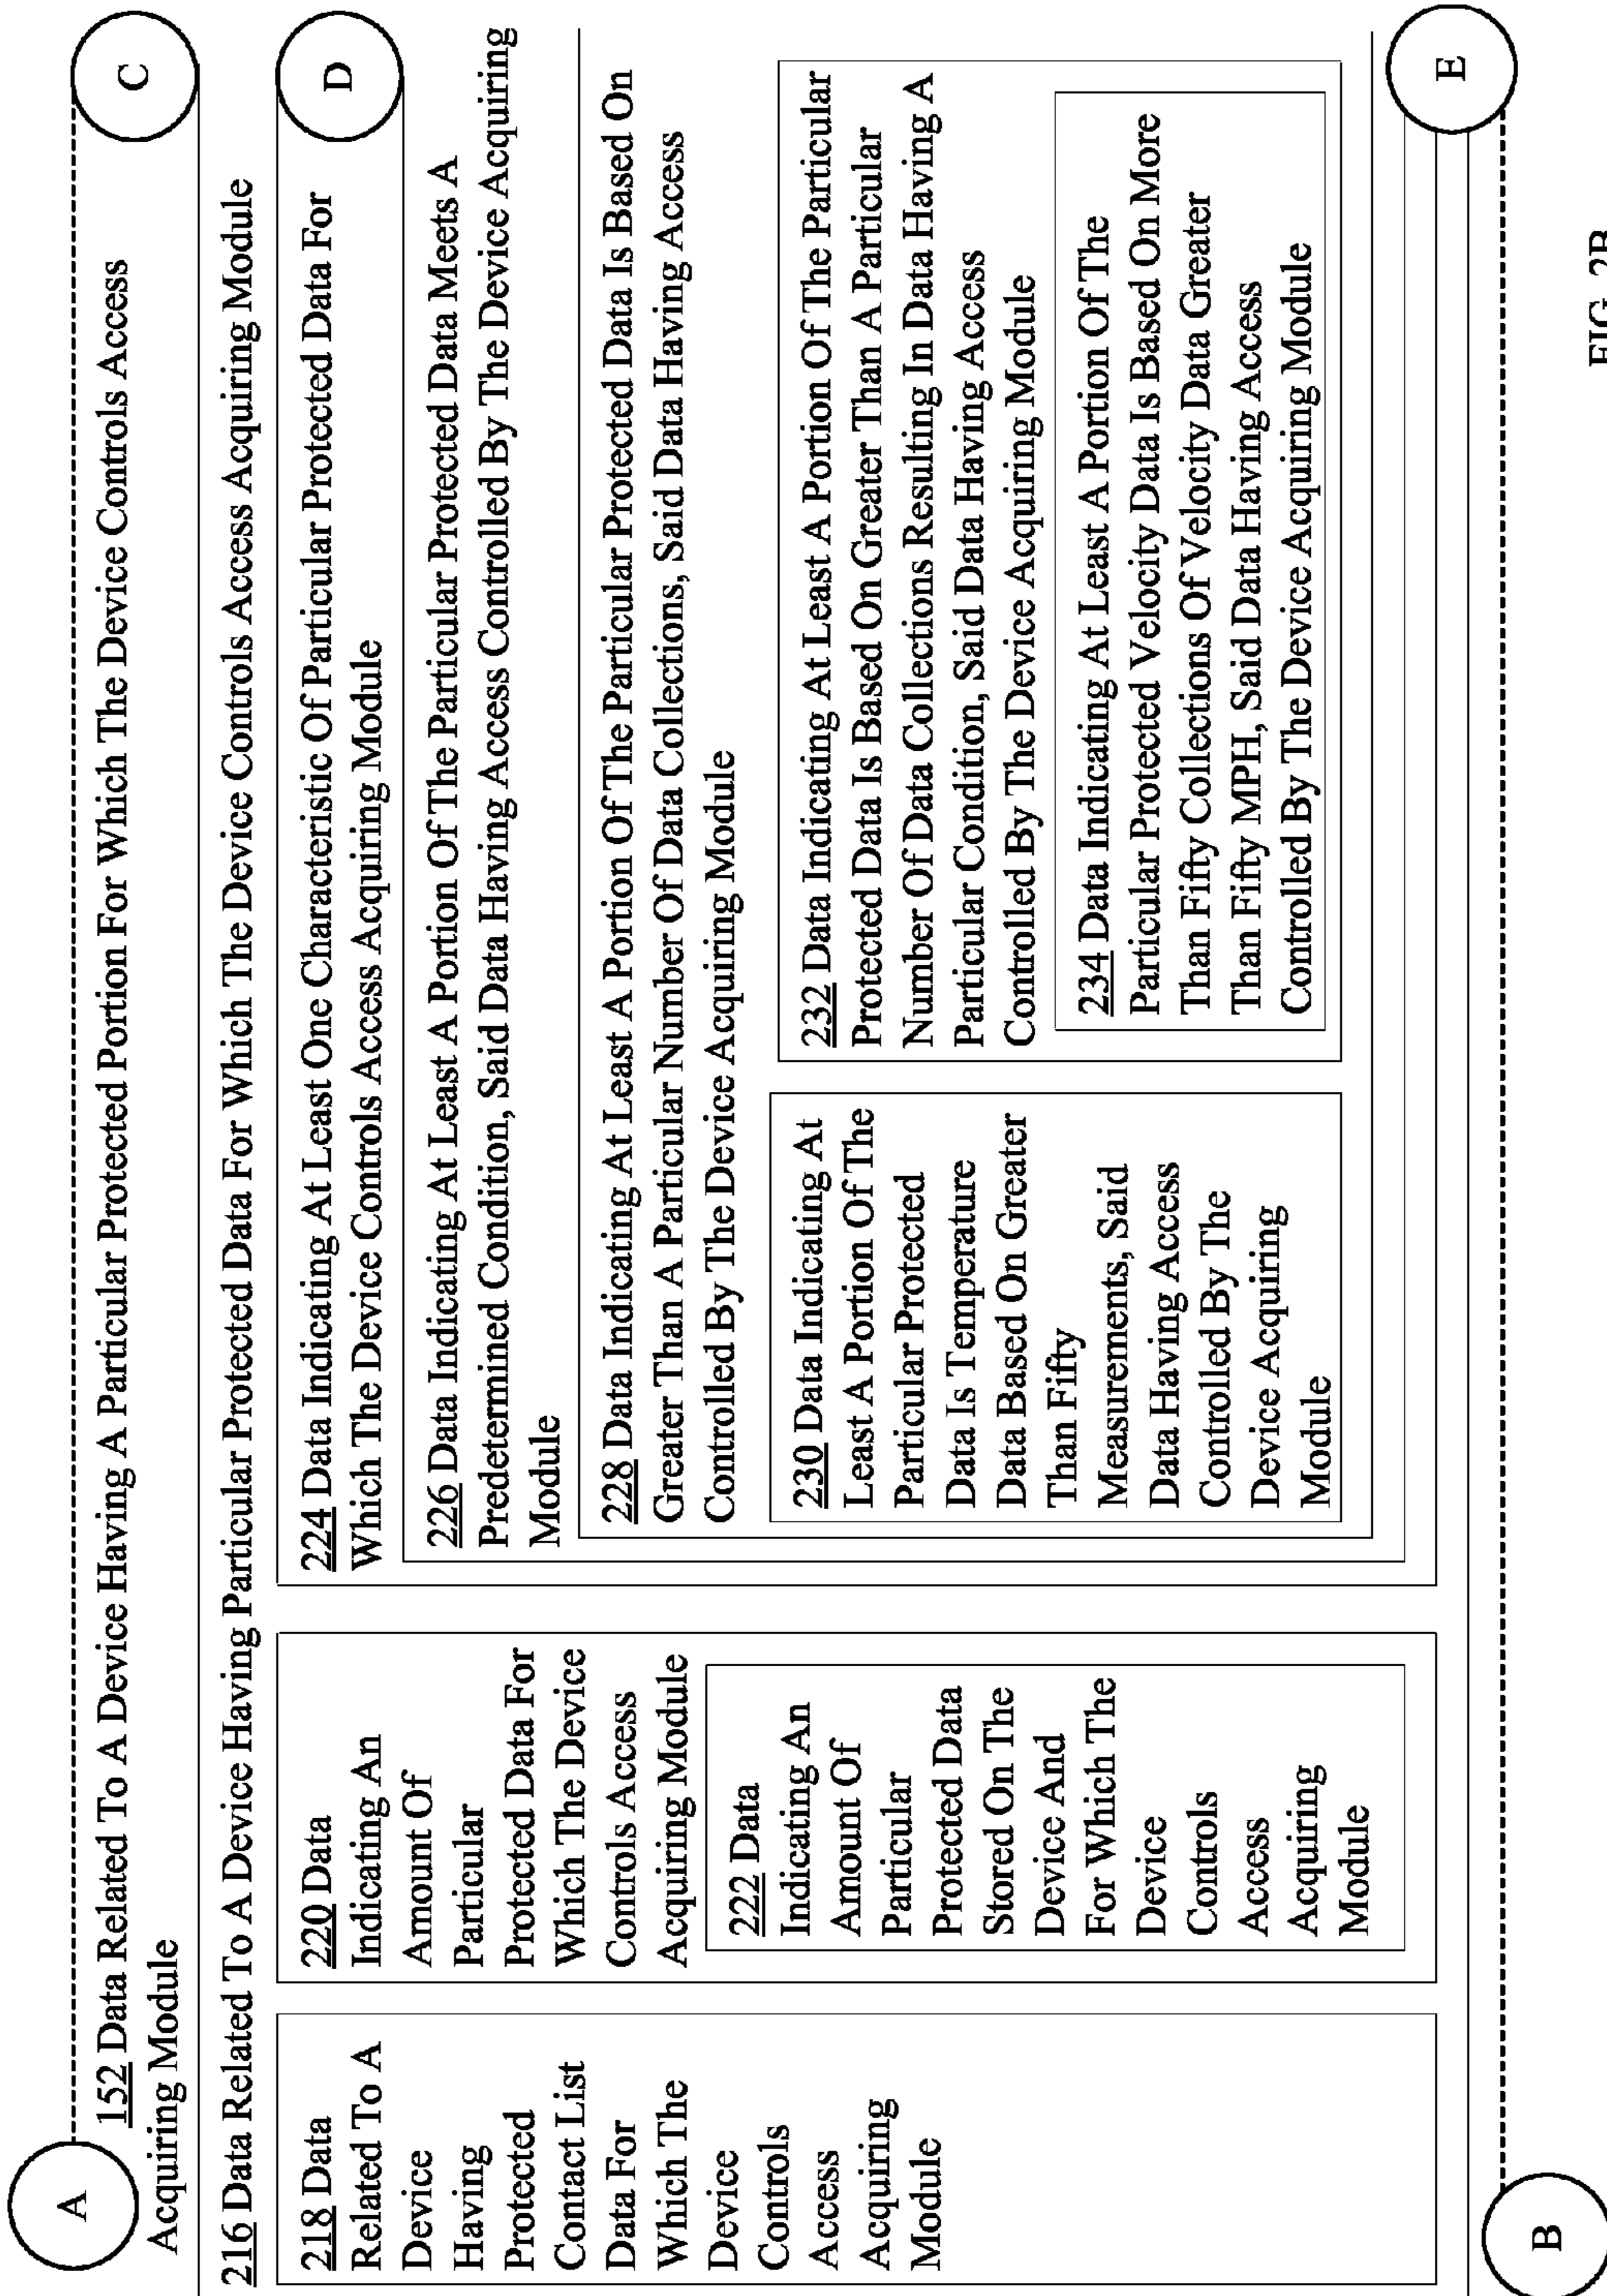 A
C
152 Data Related To A Device Having A Particular Protected Portion For Which The Device Controls Access
Acquiring Module
216 Data Related To A Device Having Particular Protected Data For Which The Device Controls Access Acquiring Module
218 Data
Related To A
Device
Having
Protected
Contact List
Data For
Which The
Device
Controls
Access
Acquiring
Module
220 Data
Indicating An
Amount Of
Particular
Protected Data For
Which The Device
Controls Access
Acquiring Module
222 Data
Indicating An
Amount Of
Particular
Protected Data
Stored On The
Device And
For Which The
Device
Controls
Access
Acquiring
Module
224 Data Indicating At Least One Characteristic Of Particular Protected Data For
Which The Device Controls Access Acquiring Module
D
226 Data Indicating At Least A Portion Of The Particular Protected Data Meets A
Predetermined Condition, Said Data Having Access Controlled By The Device Acquiring
Module
228 Data Indicating At Least A Portion Of The Particular Protected Data Is Based On
Greater Than A Particular Number Of Data Collections, Said Data Having Access
Controlled By The Device Acquiring Module
230 Data Indicating At
Least A Portion Of The
Particular Protected
Data Is Temperature
Data Based On Greater
Than Fifty
Measurements, Said
Data Having Access
Controlled By The
Device Acquiring
Module
232 Data Indicating At Least A Portion Of The Particular
Protected Data Is Based On Greater Than A Particular
Number Of Data Collections Resulting In Data Having A
Particular Condition, Said Data Having Access
Controlled By The Device Acquiring Module
234 Data Indicating At Least A Portion Of The
Particular Protected Velocity Data Is Based On More
Than Fifty Collections Of Velocity Data Greater
Than Fifty MPH, Said Data Having Access
Controlled By The Device Acquiring Module
B
E
FIG. 2B